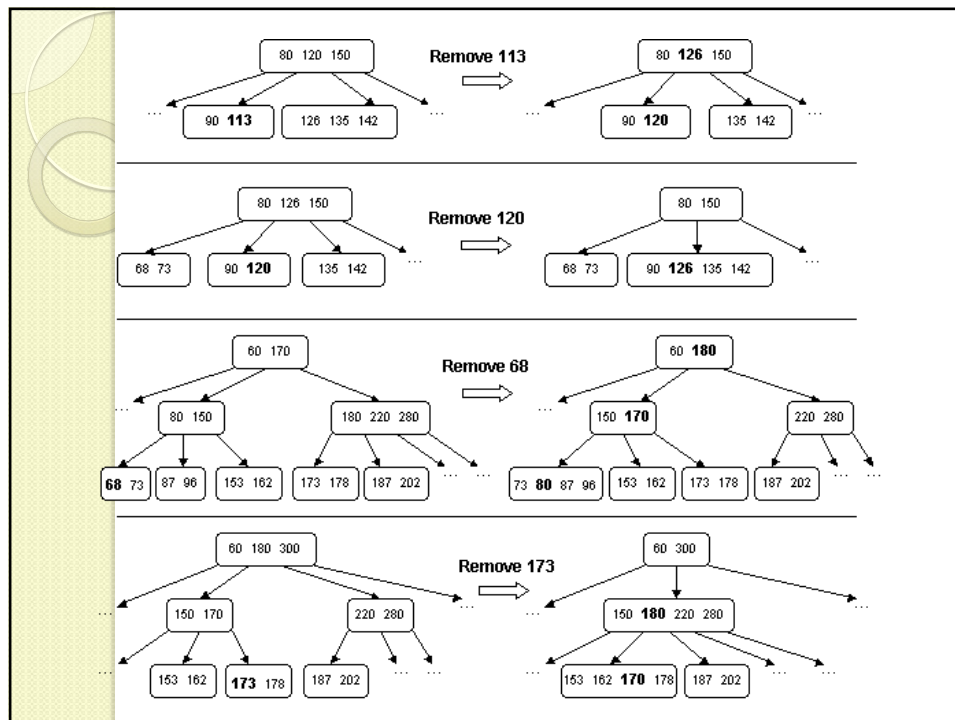 80 120 150 Remove 113 80 126 150
... 90 113 126 135 142 ... ... 90 120 135 142 ...
80 126 150 Remove 120 80 150
68 73 90 120 135 142 ... 68 73 90 126 135 142 ...
60 170 Remove 68 60 180
... 80 150 180 220 280 ... 150 170 220 280
68 73 87 96 153 162 173 178 187 202 ... ... 73 80 87 96 153 162 173 178 187 202 ... ...
60 180 300 Remove 173 60 300
... 150 170 220 280 ... ... 150 180 220 280 ...
... 153 162 173 178 187 202 ... ... ... 153 162 170 178 187 202 ... ...